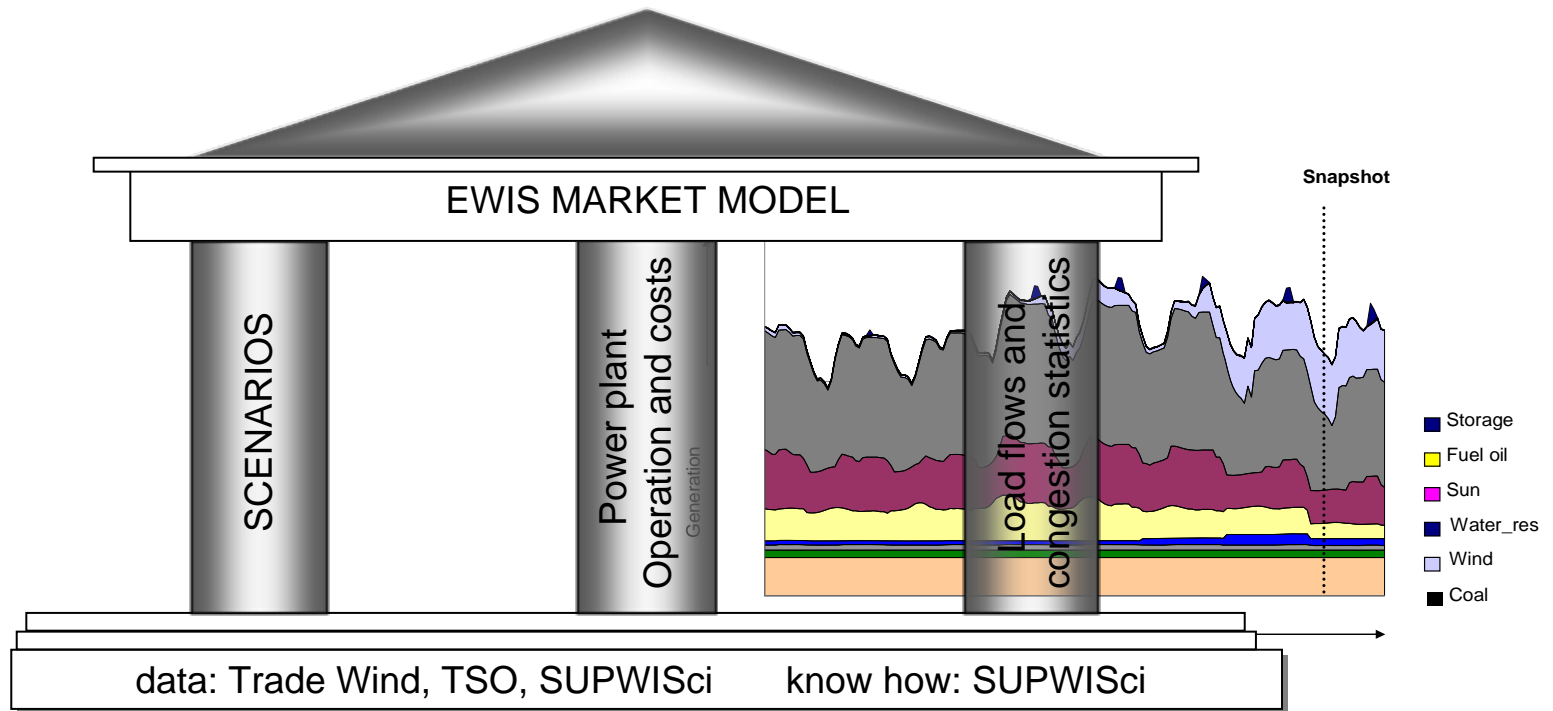 Snapshot
EWIS MARKET MODEL
SCENARIOS
Power plant
Operation and costs
Generation
Load flows and
congestion statistics
Storage
Fuel oil
Sun
Water_res
Wind
Coal
data: Trade Wind, TSO, SUPWISci know how: SUPWISci